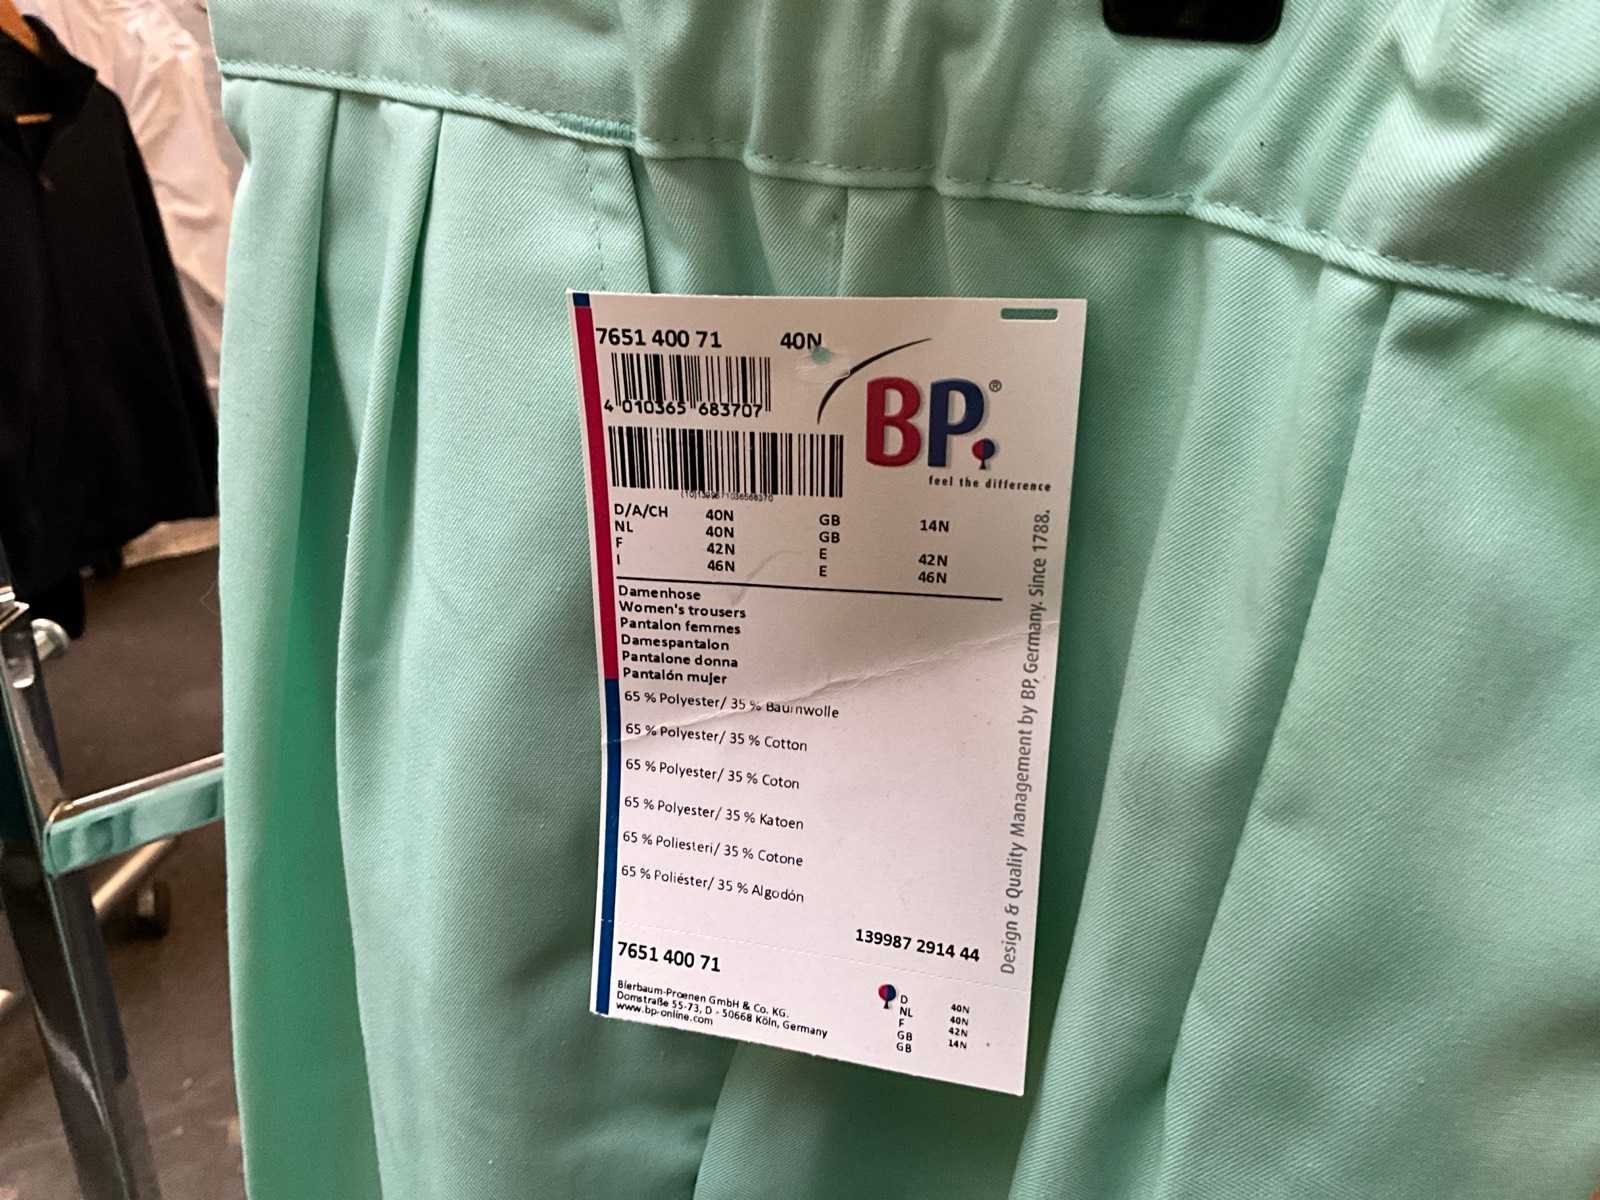 7651 400 71 40N
4 010365 683707
BP.®
feel the difference
D/A/CH 40N GB 14N
NL 40N GB
F 42N E 42N
I 46N E 46N
Damenhose
Women's trousers
Pantalon femmes
Damespantalon
Pantalone donna
Pantalón mujer
65 % Polyester/ 35 % Baumwolle
65 % Polyester/ 35 % Cotton
65 % Polyester/ 35 % Coton
65 % Polyester/ 35 % Katoen
65 % Poliesteri/ 35 % Cotone
65 % Poliéster/ 35 % Algodón
139987 2914 44
7651 400 71
Bierbaum-Proenen GmbH & Co. KG.
Domstraße 55-73, D - 50668 Köln, Germany
www.bp-online.com
D 40N
NL 40N
F 42N
GB 14N
GB
Design & Quality Management by BP, Germany. Since 1788.